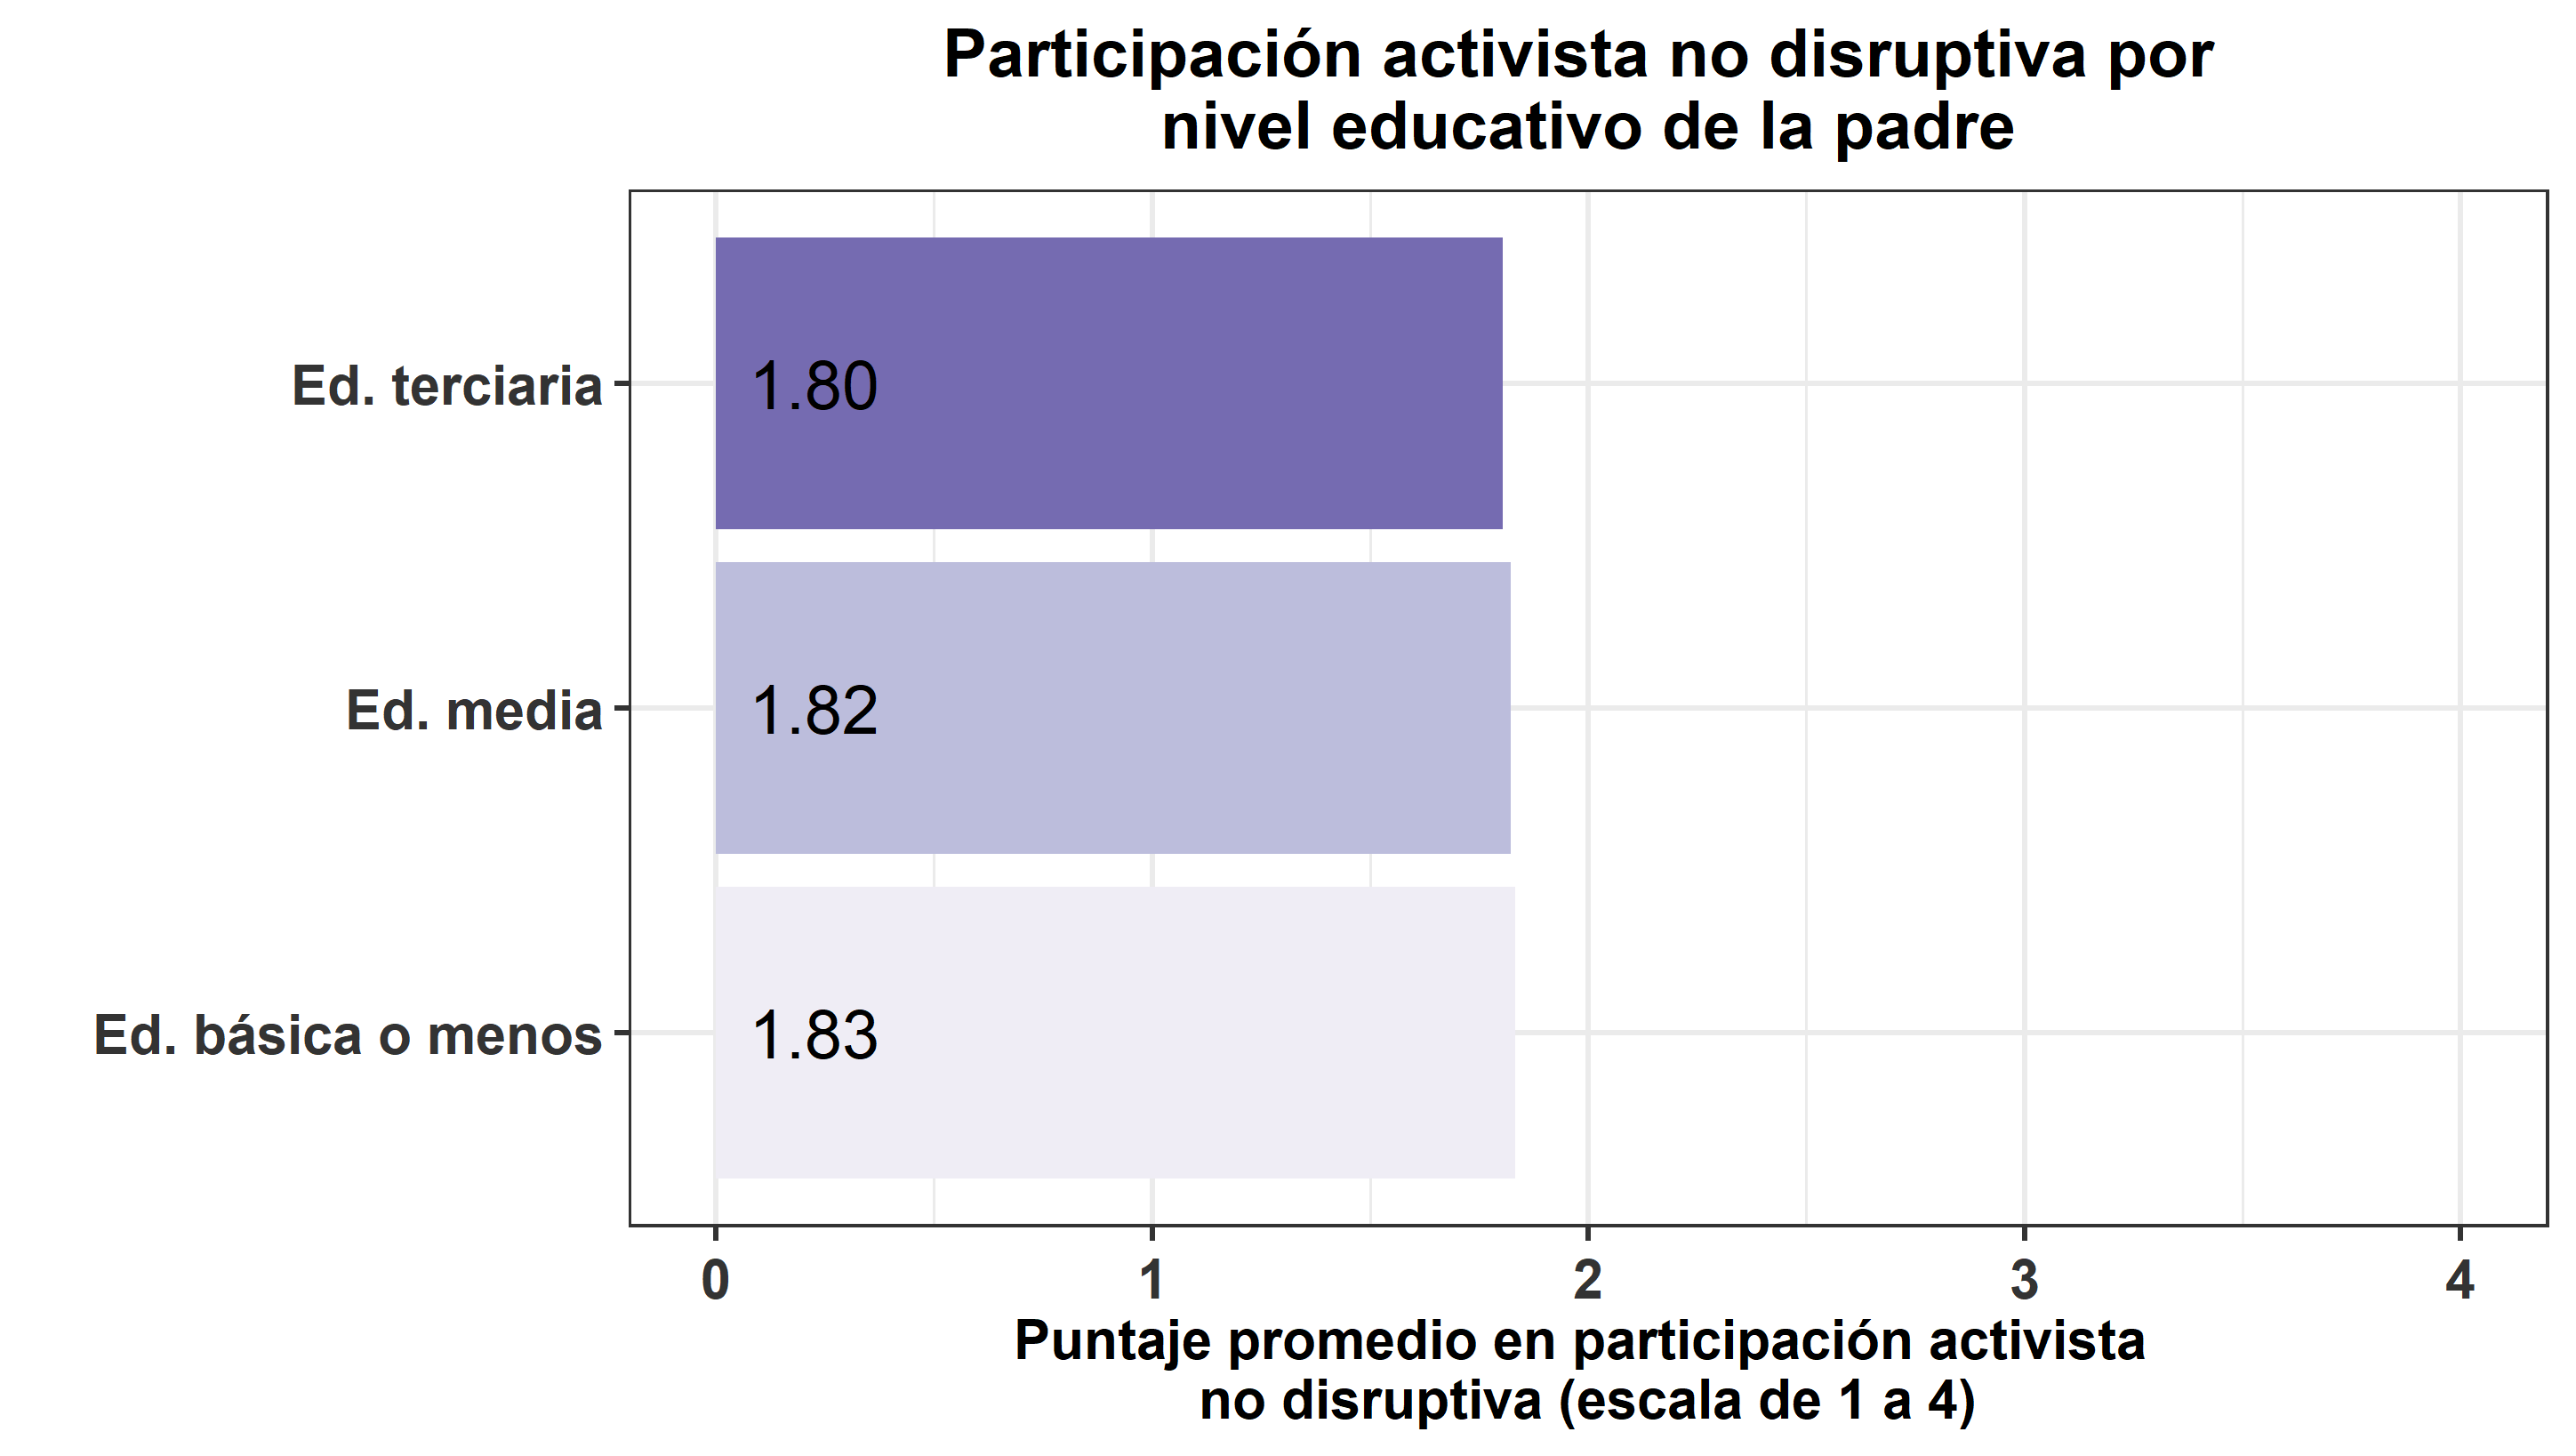 Participación activista no disruptiva por
nivel educativo de la padre
Ed. terciaria
1.80
Ed. media
1.82
Ed. básica o menos
1.83
0 1 2 3 4
Puntaje promedio en participación activista
no disruptiva (escala de 1 a 4)